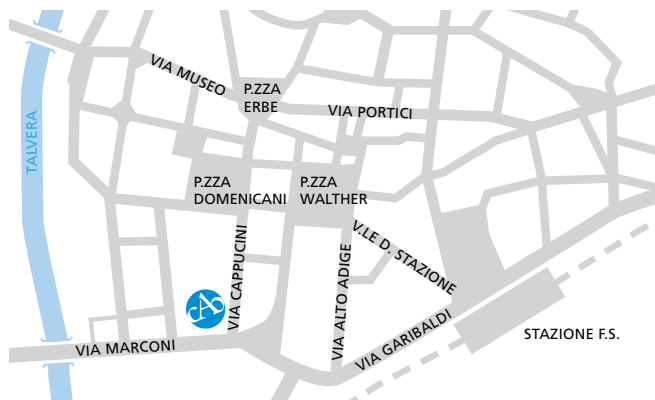 VIA MUSEO
P.ZZA
ERBE
VIA PORTICI
TALVERA
P.ZZA
DOMENICANI
P.ZZA
WALTHER
VIA CAPPUCINI
VIA ALTO ADIGE
V.LE D. STAZIONE
VIA MARCONI
VIA GARIBALDI
STAZIONE F.S.